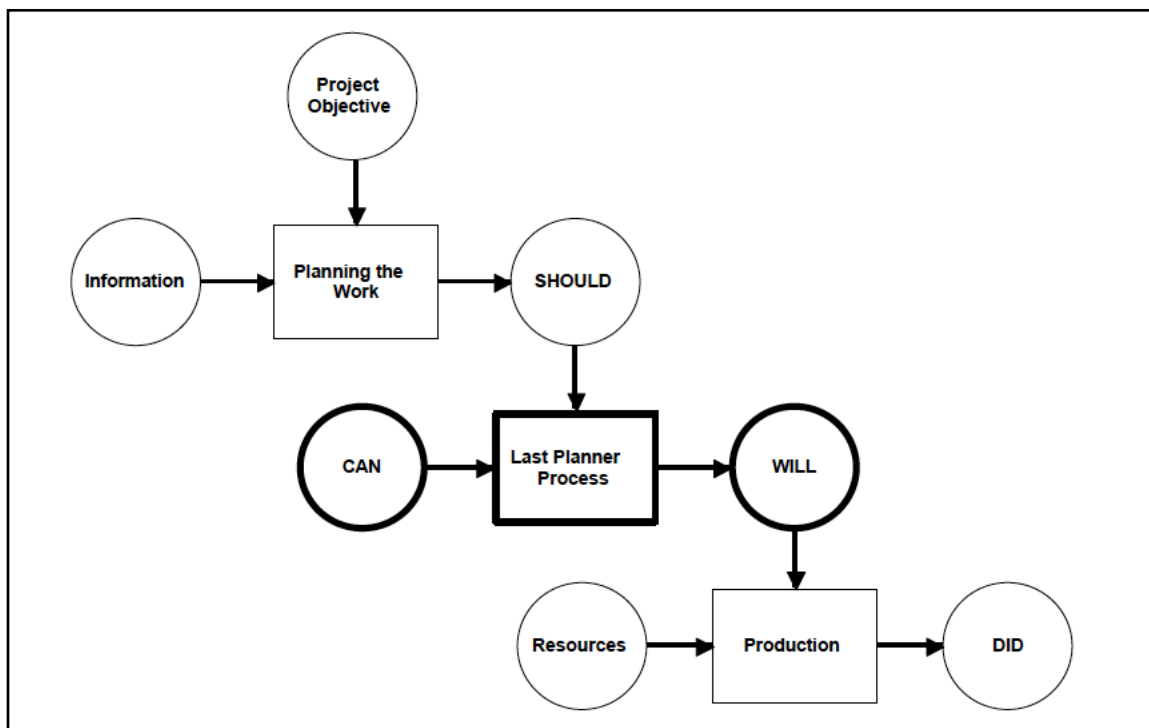 Project
Objective
Information
Planning the
Work
SHOULD
CAN
Last Planner
Process
WILL
Resources
Production
DID